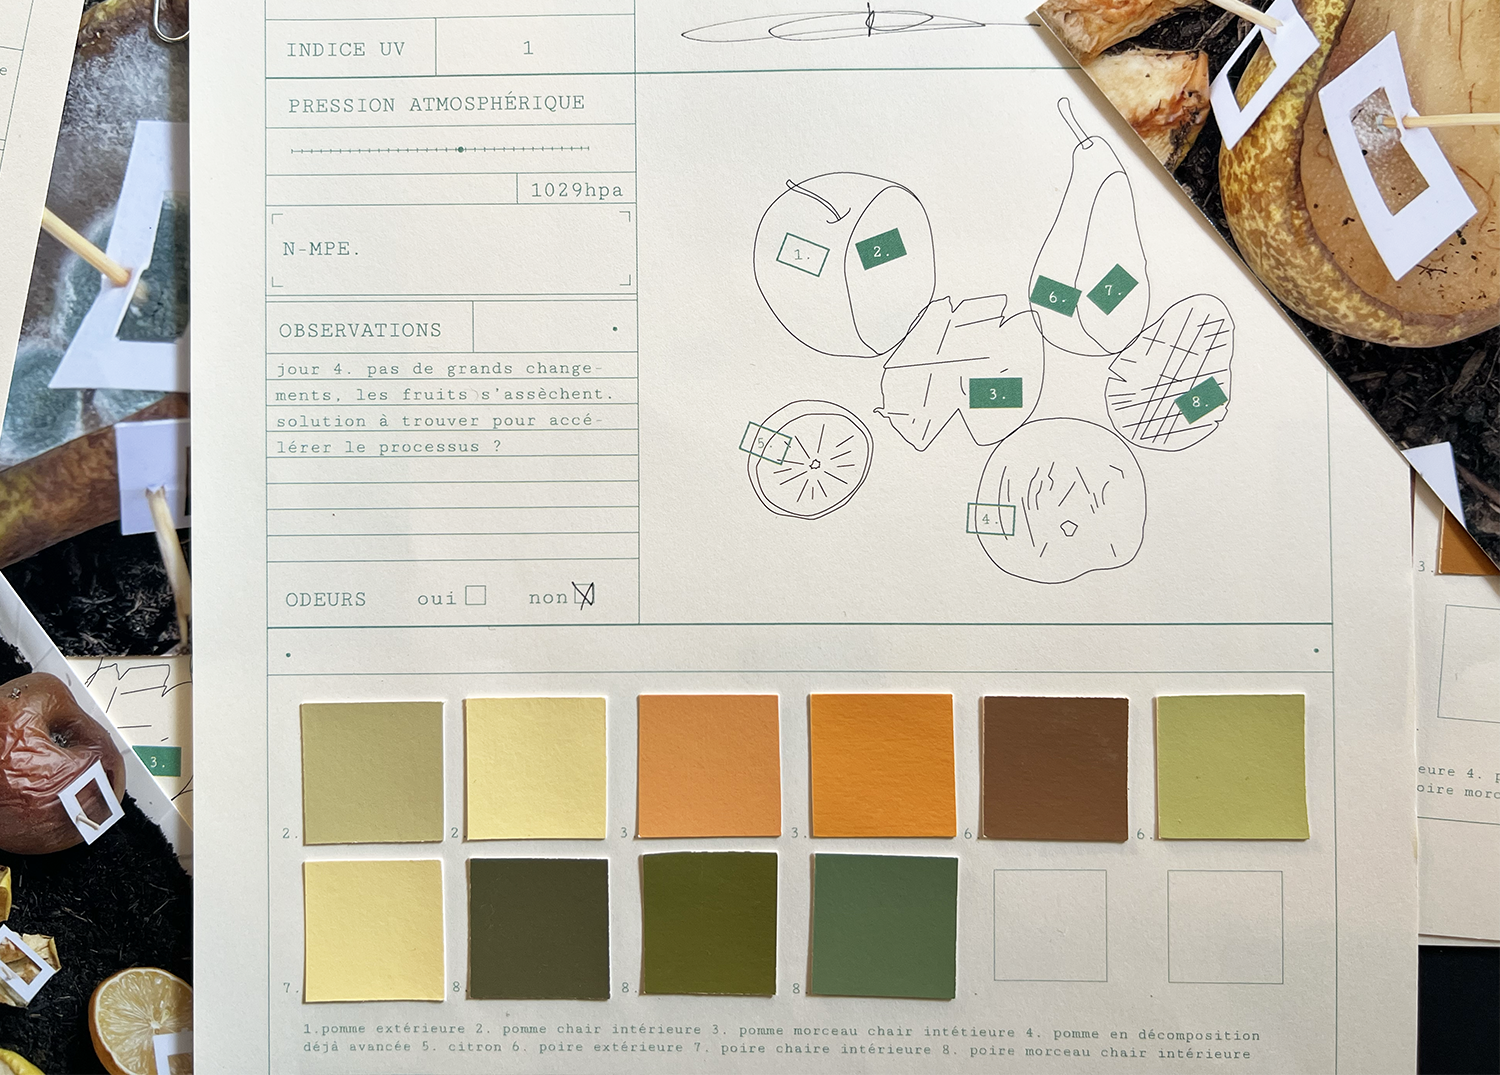 INDICE UV 1
PRESSION ATMOSPHÉRIQUE
1029hpa
N-MPE.
OBSERVATIONS
jour 4. pas de grands change-
ments, les fruits s'assèchent.
solution à trouver pour accé-
lérer le processus ?
ODEURS oui non
1. 2.
6. 7.
3. 8.
5.
4.
2. 2 3 3. 6 6.
7. 8 8. 8
1.pomme extérieure 2. pomme chair intérieure 3. pomme morceau chair intétieure 4. pomme en décomposition
déjà avancée 5. citron 6. poire extérieure 7. poire chaire intérieure 8. poire morceau chair intérieure
3.
3.
eure 4. p
oire morc
e